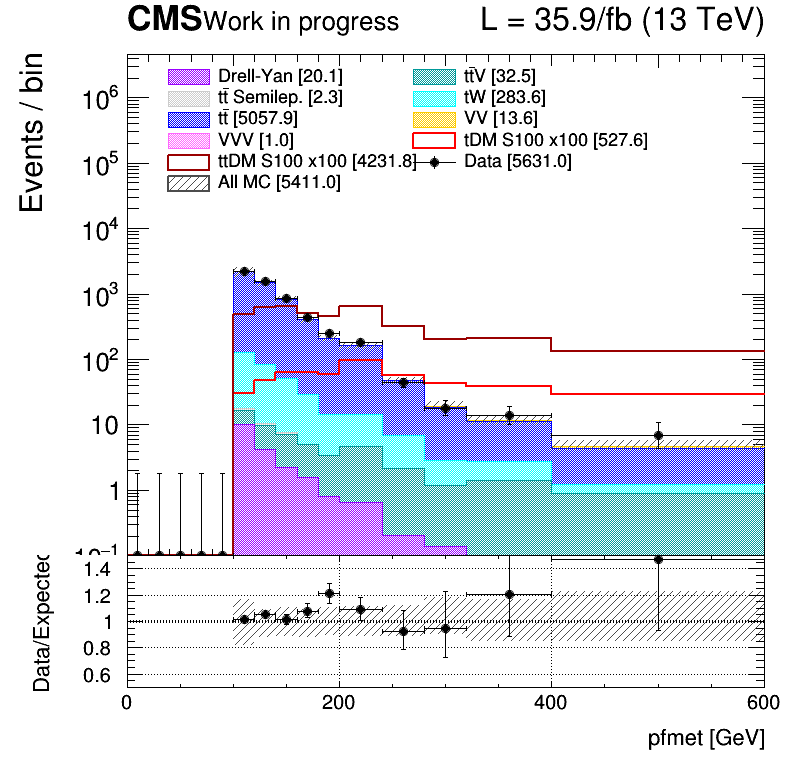 CMS Work in progress L = 35.9/fb (13 TeV)
Events / bin
Drell-Yan [20.1] tt̄V [32.5]
tt̄ Semilep. [2.3] tW [283.6]
tt̄ [5057.9] VV [13.6]
VVV [1.0] tDM S100 x100 [527.6]
ttDM S100 x100 [4231.8] Data [5631.0]
All MC [5411.0]
10⁶
10⁵
10⁴
10³
10²
10
1
10⁻¹
Data/Expected
1.4
1.2
1
0.8
0.6
0 200 400 600
pfmet [GeV]